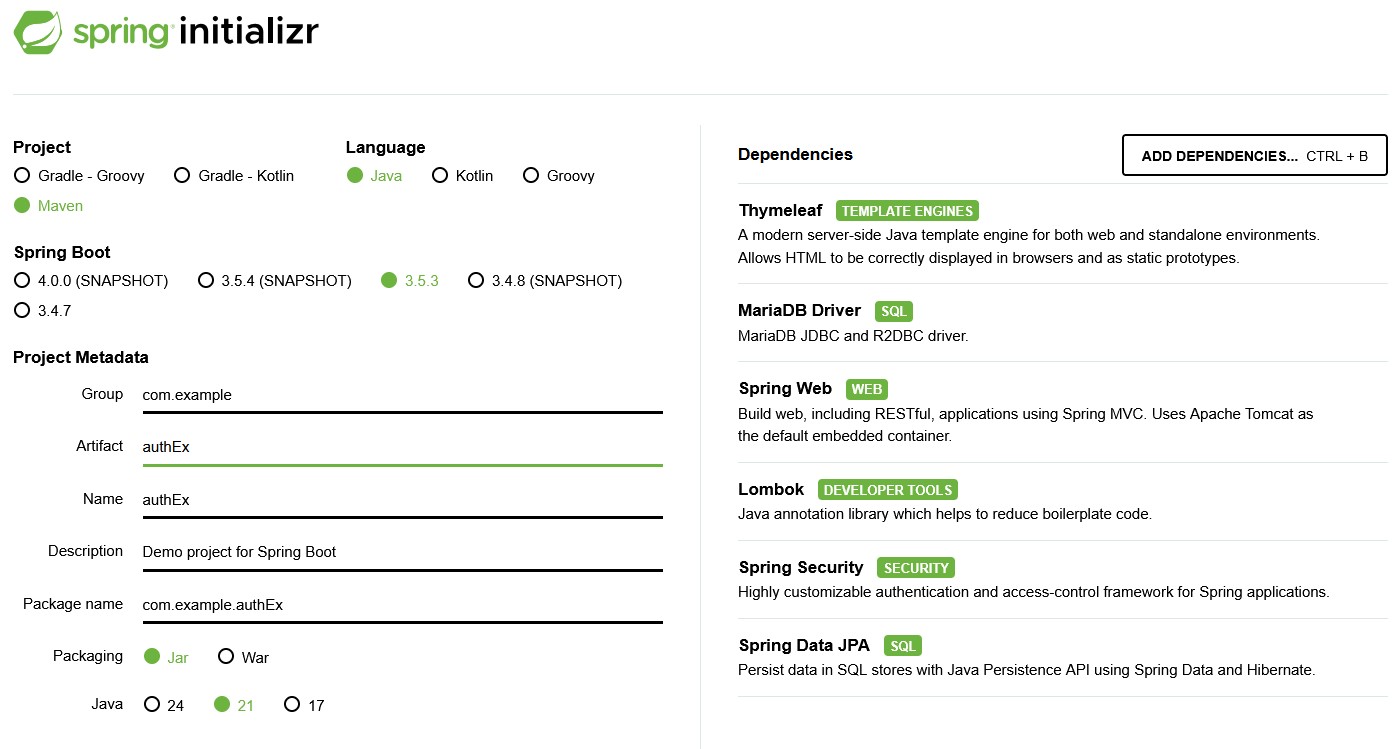 spring initializr
Project
Gradle - Groovy Gradle - Kotlin
Maven
Language
Java Kotlin Groovy
Spring Boot
4.0.0 (SNAPSHOT) 3.5.4 (SNAPSHOT) 3.5.3 3.4.8 (SNAPSHOT)
3.4.7
Project Metadata
Group com.example
Artifact authEx
Name authEx
Description Demo project for Spring Boot
Package name com.example.authEx
Packaging Jar War
Java 24 21 17
Dependencies
ADD DEPENDENCIES... CTRL + B
Thymeleaf TEMPLATE ENGINES
A modern server-side Java template engine for both web and standalone environments.
Allows HTML to be correctly displayed in browsers and as static prototypes.
MariaDB Driver SQL
MariaDB JDBC and R2DBC driver.
Spring Web WEB
Build web, including RESTful, applications using Spring MVC. Uses Apache Tomcat as
the default embedded container.
Lombok DEVELOPER TOOLS
Java annotation library which helps to reduce boilerplate code.
Spring Security SECURITY
Highly customizable authentication and access-control framework for Spring applications.
Spring Data JPA SQL
Persist data in SQL stores with Java Persistence API using Spring Data and Hibernate.